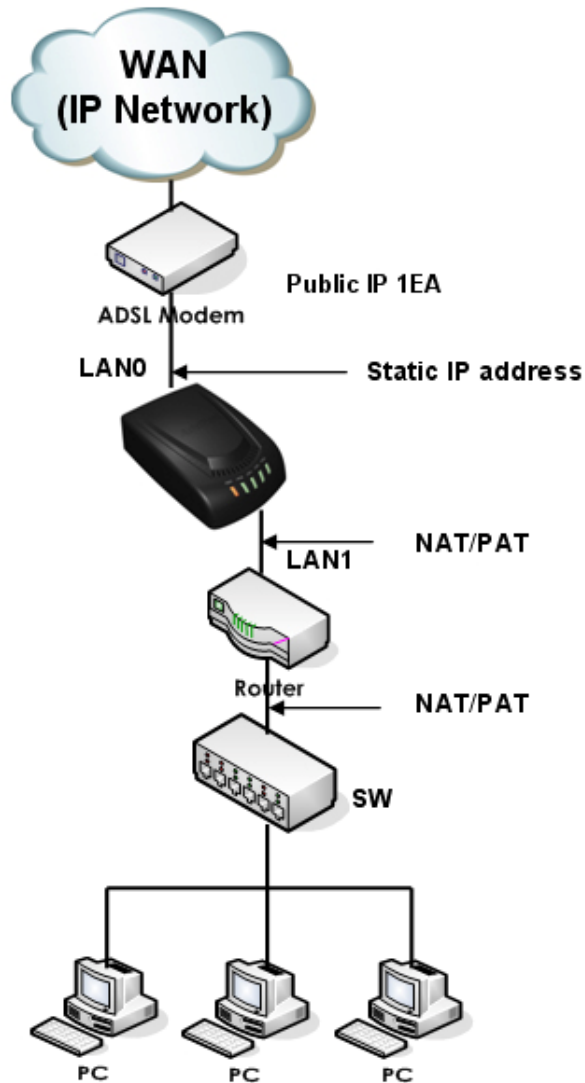 WAN
(IP Network)
Public IP 1EA
ADSL Modem
LAN0
Static IP address
NAT/PAT
LAN1
Router
NAT/PAT
SW
PC
PC
PC